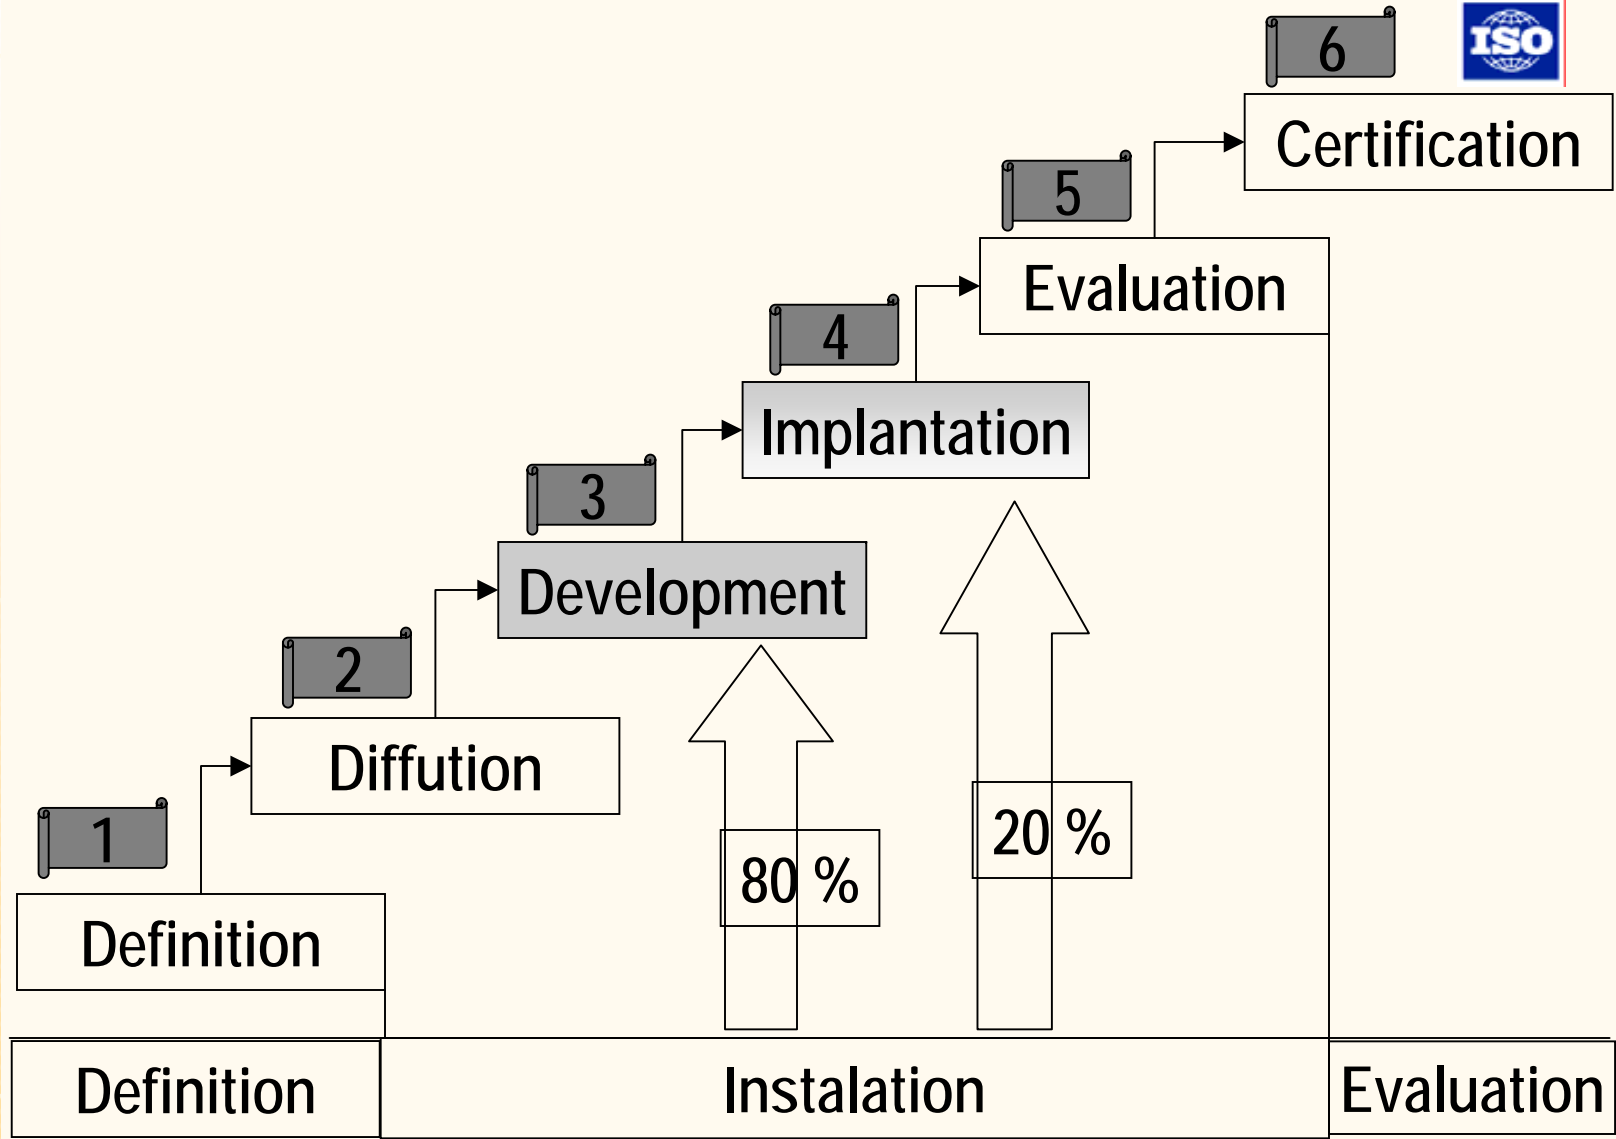 6
ISO
Certification
5
Evaluation
4
Implantation
3
Development
2
Diffution
20 %
1
80 %
Definition
Definition
Instalation
Evaluation